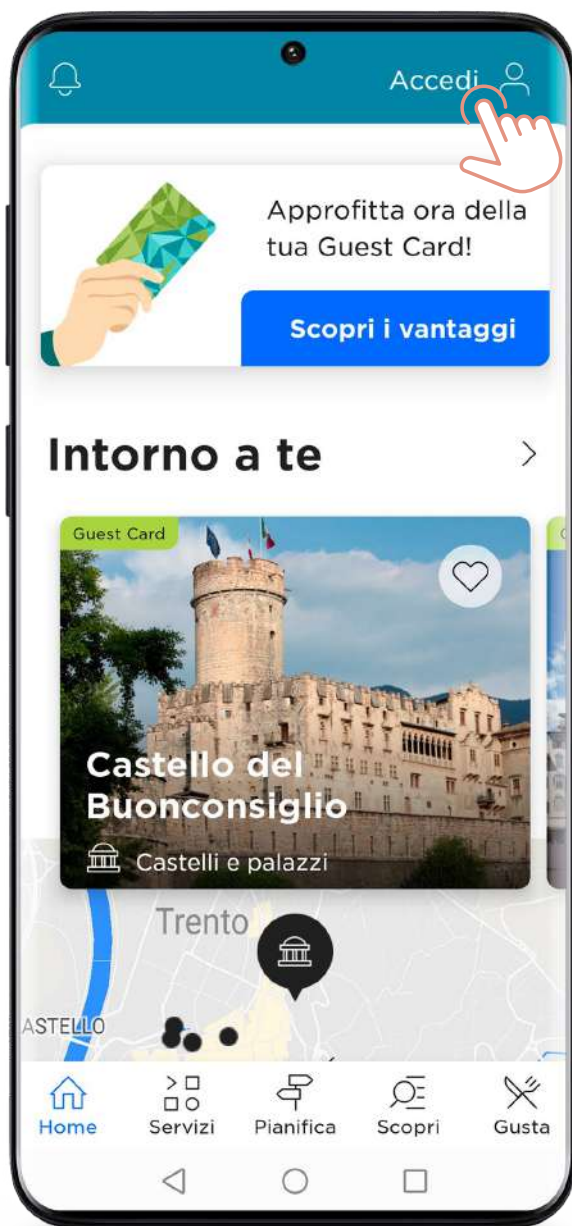 Accedi
Approfitta ora della
tua Guest Card!
Scopri i vantaggi
Intorno a te
Guest Card
Castello del
Buonconsiglio
Castelli e palazzi
Trento
ASTELLO
Home
Servizi
Pianifica
Scopri
Gusta